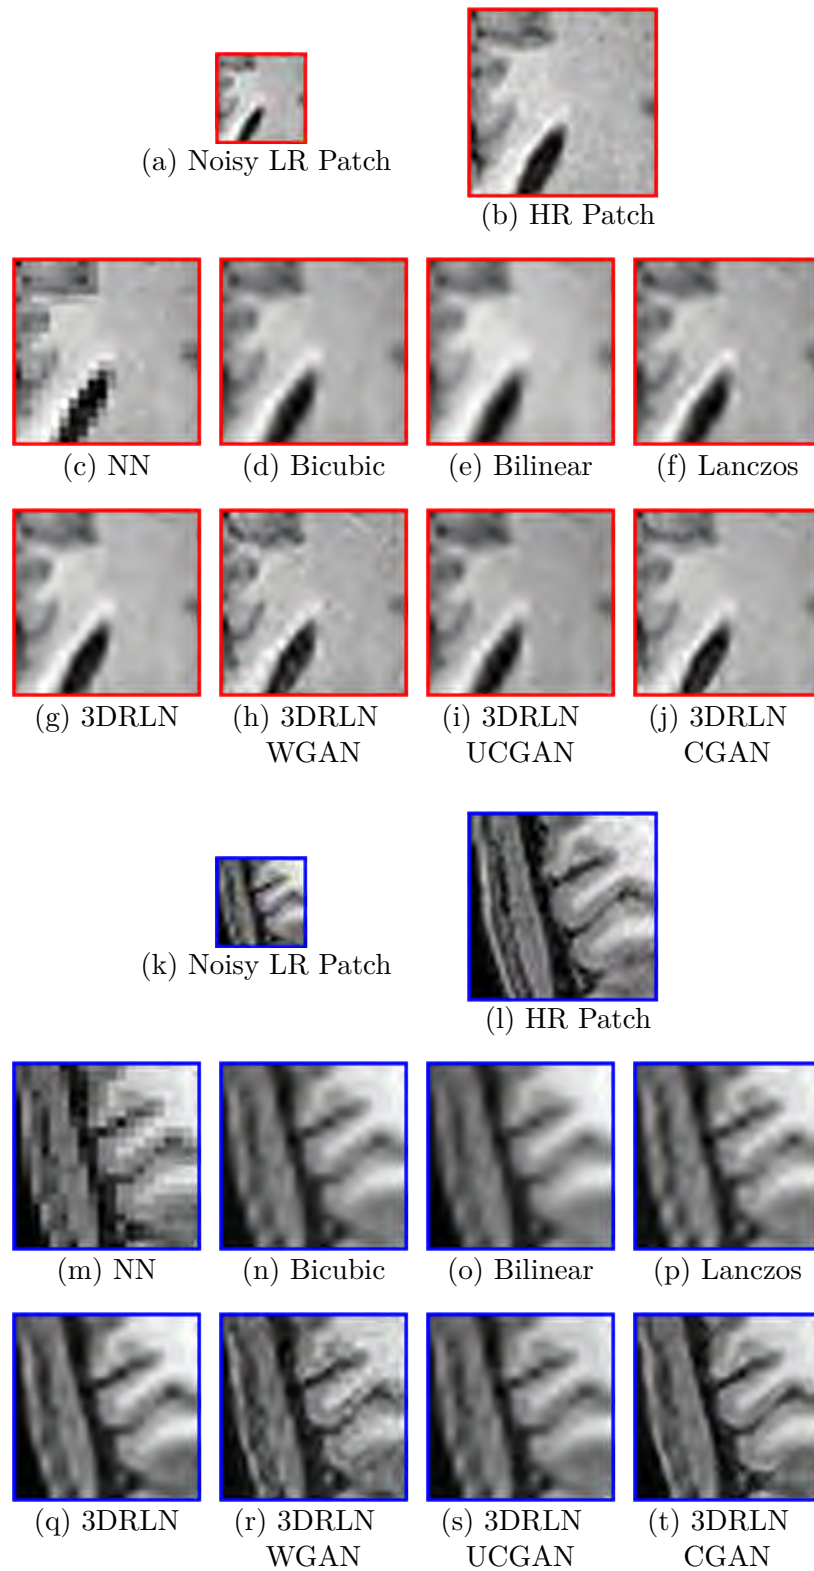 (a) Noisy LR Patch
(b) HR Patch
(c) NN
(d) Bicubic
(e) Bilinear
(f) Lanczos
(g) 3DRLN
(h) 3DRLN
WGAN
(i) 3DRLN
UCGAN
(j) 3DRLN
CGAN
(k) Noisy LR Patch
(l) HR Patch
(m) NN
(n) Bicubic
(o) Bilinear
(p) Lanczos
(q) 3DRLN
(r) 3DRLN
WGAN
(s) 3DRLN
UCGAN
(t) 3DRLN
CGAN